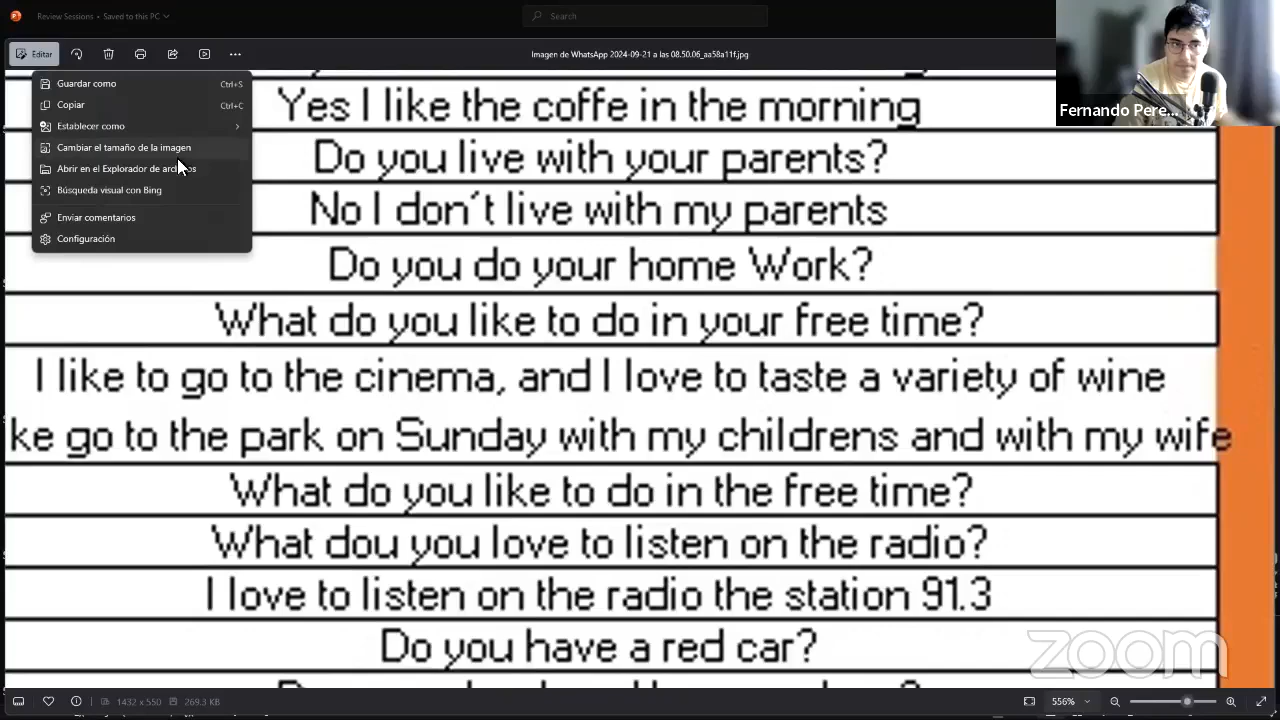 Review Sessions • Saved to this PC
Search
Editar
Imagen de WhatsApp 2024-09-21 a las 08.50.06_aa58a11f.jpg
Guardar como Ctrl+S
Copiar Ctrl+C
Establecer como
Cambiar el tamaño de la imagen
Abrir en el Explorador de
Búsqueda visual con Bing
Enviar comentarios
Configuración
Fernando Pere...
Yes I like the coffe in the morning
Do you live with your parents?
No I don´t live with my parents
Do you do your home Work?
What do you like to do in your free time?
I like to go to the cinema, and I love to taste a variety of wine
ke go to the park on Sunday with my childrens and with my wife
What do you like to do in the free time?
What dou you love to listen on the radio?
I love to listen on the radio the station 91.3
Do you have a red car?
zoom
1432 x 550 269.3 KB
556%